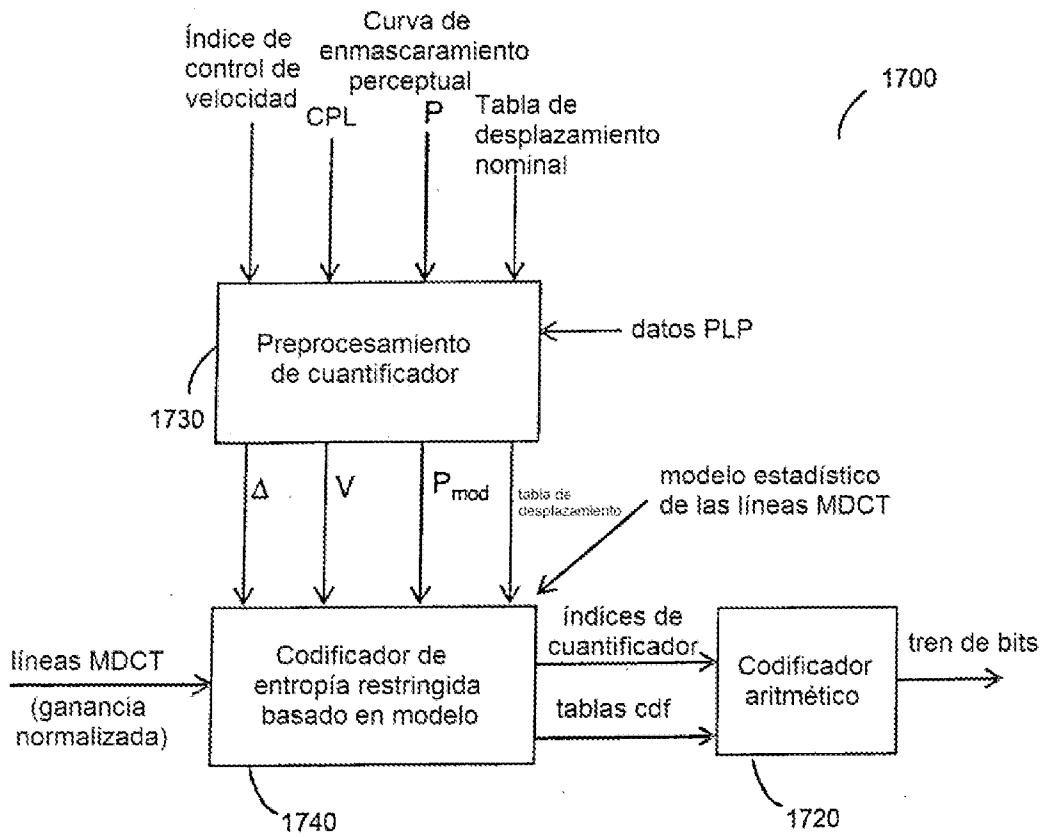 Índice de
control de
velocidad
CPL
Curva de
enmascaramiento
perceptual
P
Tabla de
desplazamiento
nominal
1700
Preprocesamiento
de cuantificador
datos PLP
1730
Δ
V
Pmod
tabla de
desplazamiento
modelo estadístico
de las líneas MDCT
líneas MDCT
(ganancia
normalizada)
Codificador de
entropía restringida
basado en modelo
índices de
cuantificador
tablas cdf
Codificador
aritmético
tren de bits
1740
1720